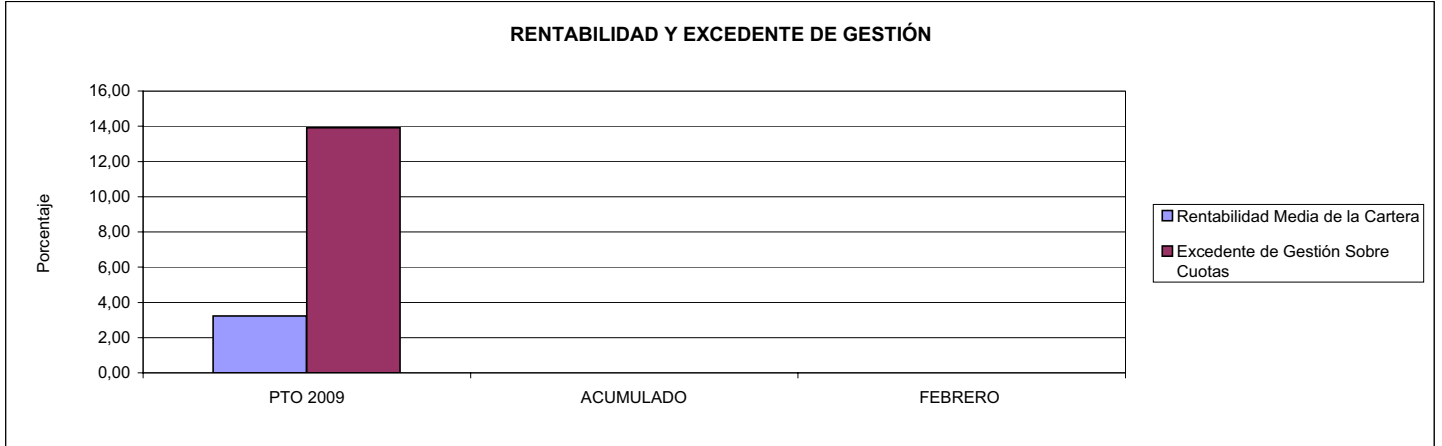 RENTABILIDAD Y EXCEDENTE DE GESTIÓN
16,00
14,00
12,00
10,00
8,00
6,00
4,00
2,00
0,00
Porcentaje
PTO 2009
ACUMULADO
FEBRERO
Rentabilidad Media de la Cartera
Excedente de Gestión Sobre
Cuotas